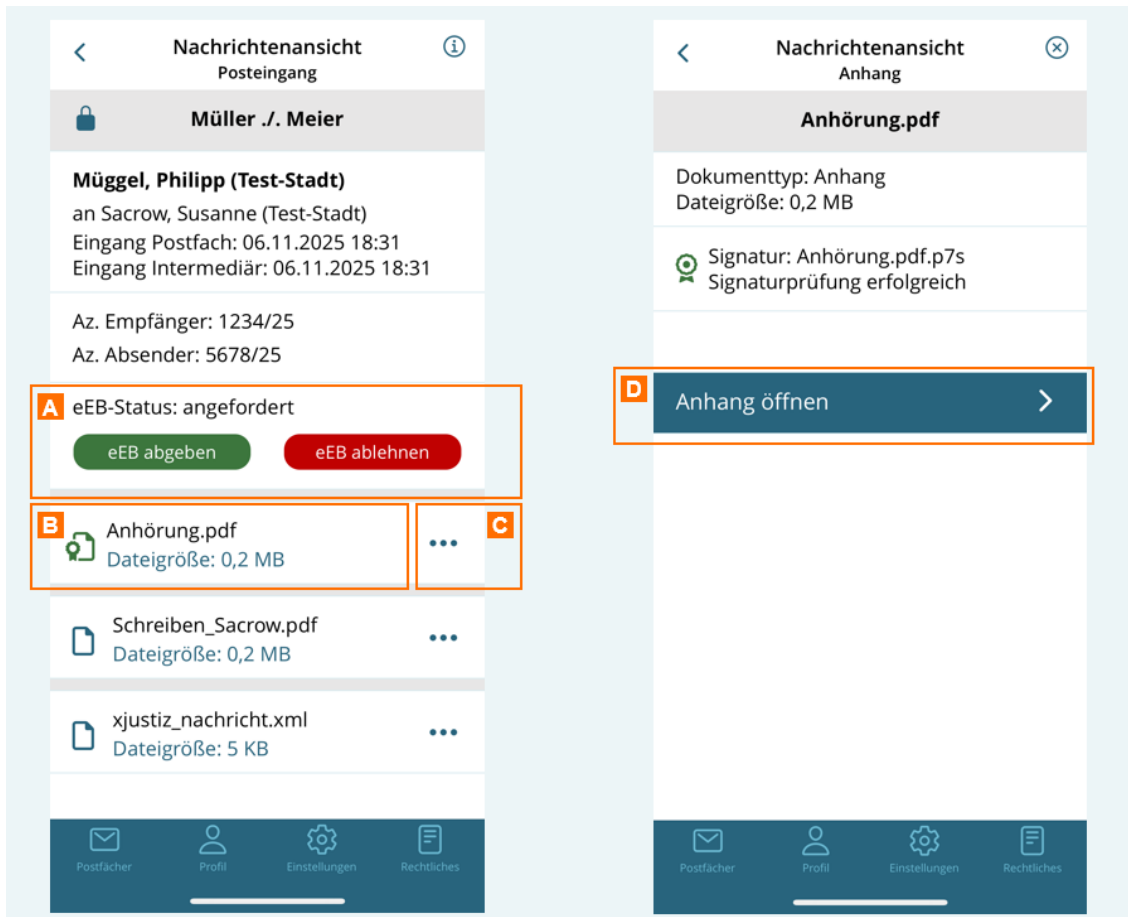 Nachrichtenansicht
Posteingang
Müller ./. Meier
Müggel, Philipp (Test-Stadt)
an Sacrow, Susanne (Test-Stadt)
Eingang Postfach: 06.11.2025 18:31
Eingang Intermediär: 06.11.2025 18:31
Az. Empfänger: 1234/25
Az. Absender: 5678/25
A
eEB-Status: angefordert
eEB abgeben
eEB ablehnen
B
Anhörung.pdf
Dateigröße: 0,2 MB
C
Schreiben_Sacrow.pdf
Dateigröße: 0,2 MB
xjustiz_nachricht.xml
Dateigröße: 5 KB
Postfächer
Profil
Einstellungen
Rechtliches
Nachrichtenansicht
Anhang
Anhörung.pdf
Dokumenttyp: Anhang
Dateigröße: 0,2 MB
Signatur: Anhörung.pdf.p7s
Signaturprüfung erfolgreich
D
Anhang öffnen
Postfächer
Profil
Einstellungen
Rechtliches